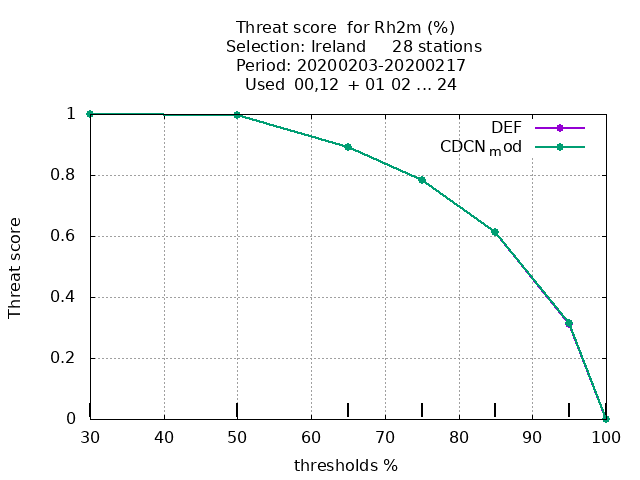 Threat score for Rh2m (%)
Selection: Ireland 28 stations
Period: 20200203-20200217
Used 00,12 + 01 02 ... 24
DEF
CDCNmod
1
0.8
0.6
0.4
0.2
0
Threat score
30 40 50 60 70 80 90 100
thresholds %